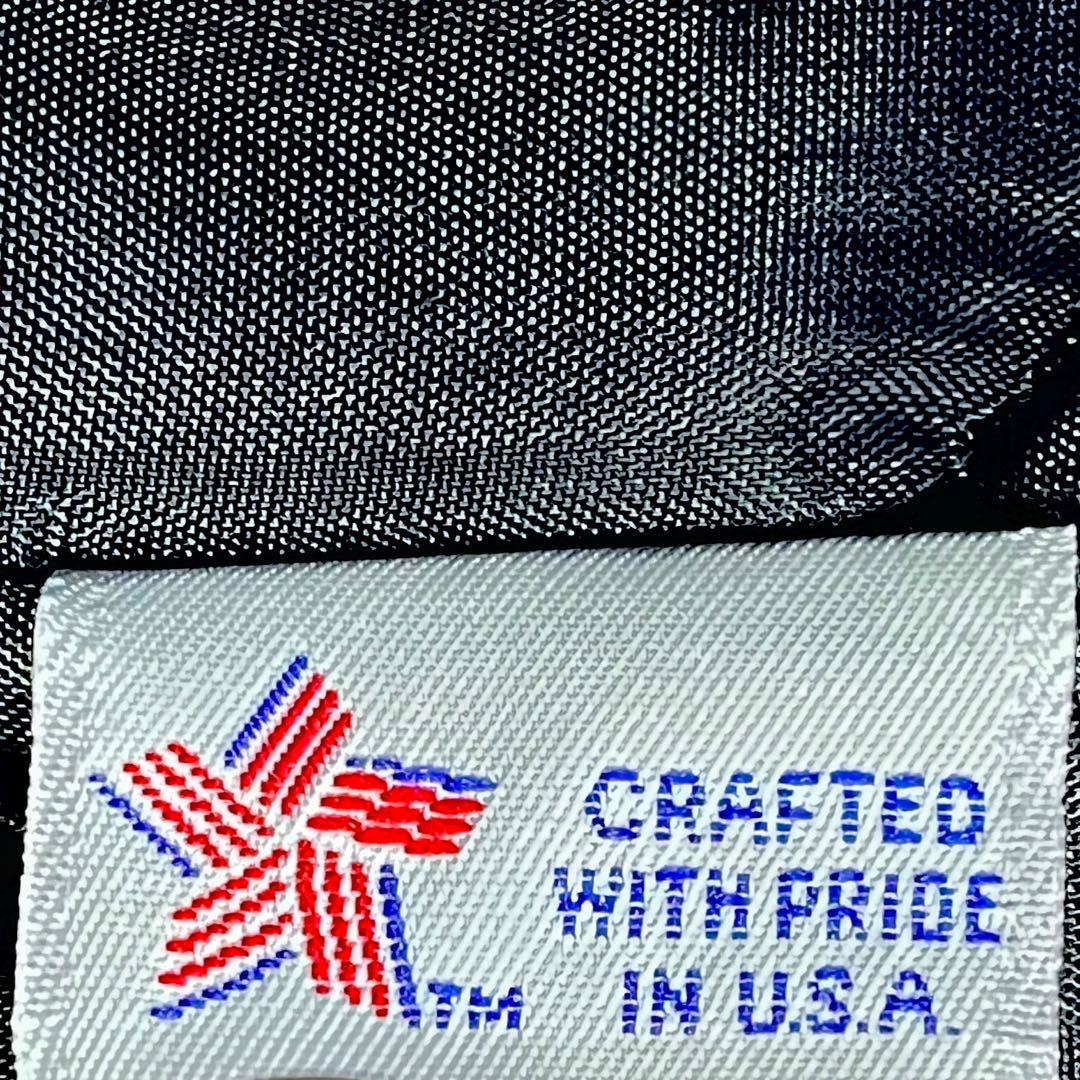 CRAFTED
WITH PRIDE
IN U.S.A.
TM